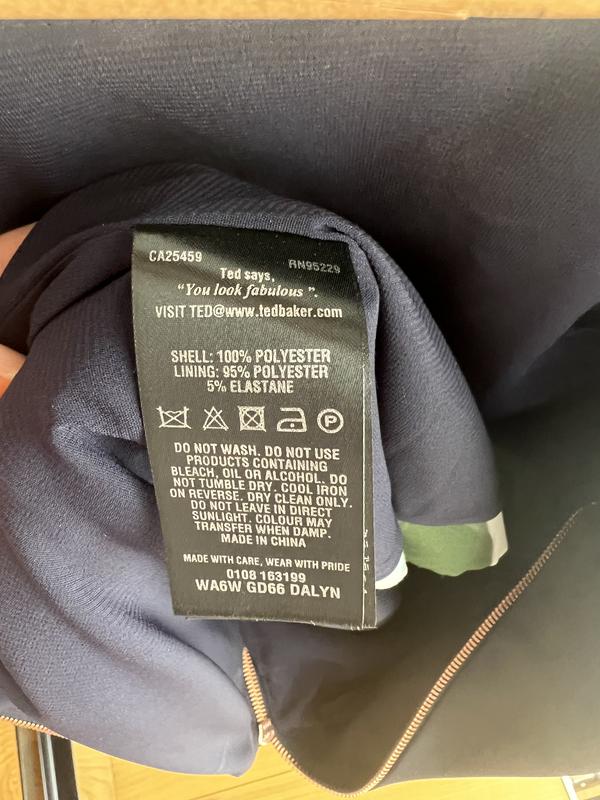 CA25459 RN95229
Ted says,
“You look fabulous ”.
VISIT TED@www.tedbaker.com
SHELL: 100% POLYESTER
LINING: 95% POLYESTER
5% ELASTANE
P
DO NOT WASH. DO NOT USE
PRODUCTS CONTAINING
BLEACH, OIL OR ALCOHOL. DO
NOT TUMBLE DRY. COOL IRON
ON REVERSE. DRY CLEAN ONLY.
DO NOT LEAVE IN DIRECT
SUNLIGHT. COLOUR MAY
TRANSFER WHEN DAMP.
MADE IN CHINA
MADE WITH CARE, WEAR WITH PRIDE
0108 163199
WA6W GD66 DALYN